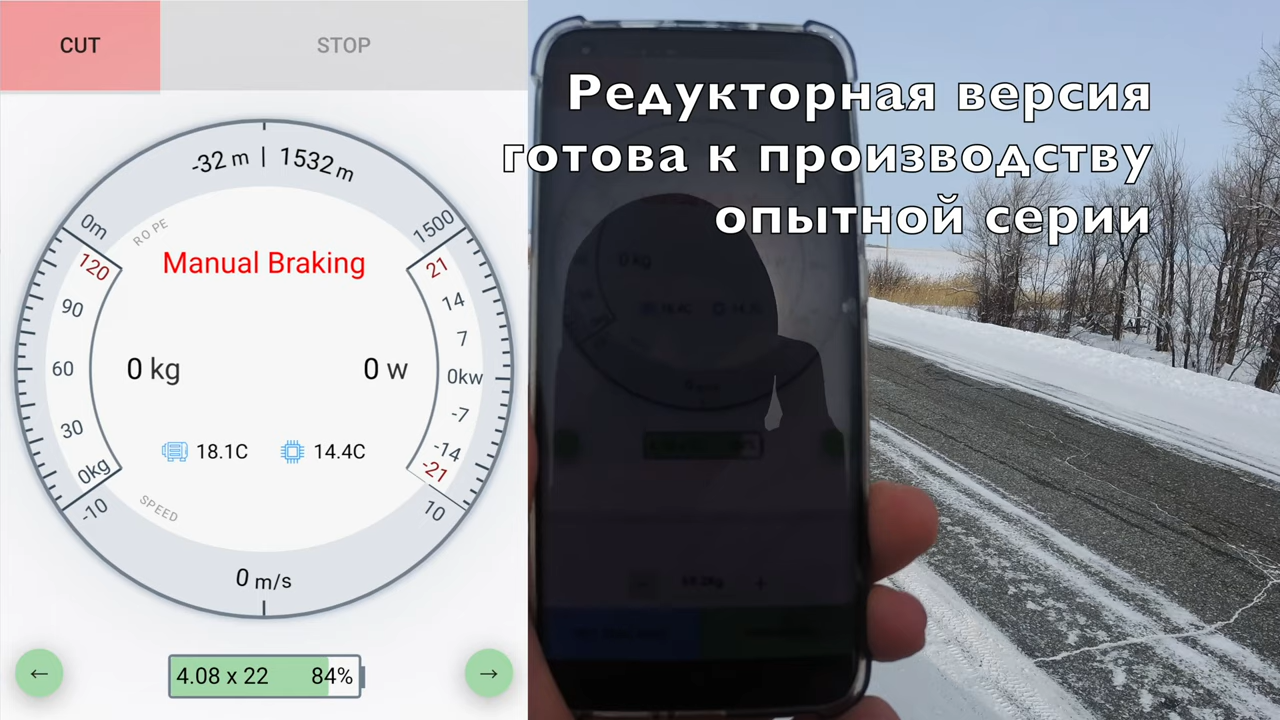 CUT
STOP
-32 m | 1532 m
0m
ROPE
1500
120
Manual Braking
21
90
14
7
60
0 kg
0 w
0kw
-7
30
18.1C
14.4C
-14
0kg
-21
-10
SPEED
10
0 m/s
←
4.08 x 22
84%
→
Редукторная версия
готова к производству
опытной серии
0 kg